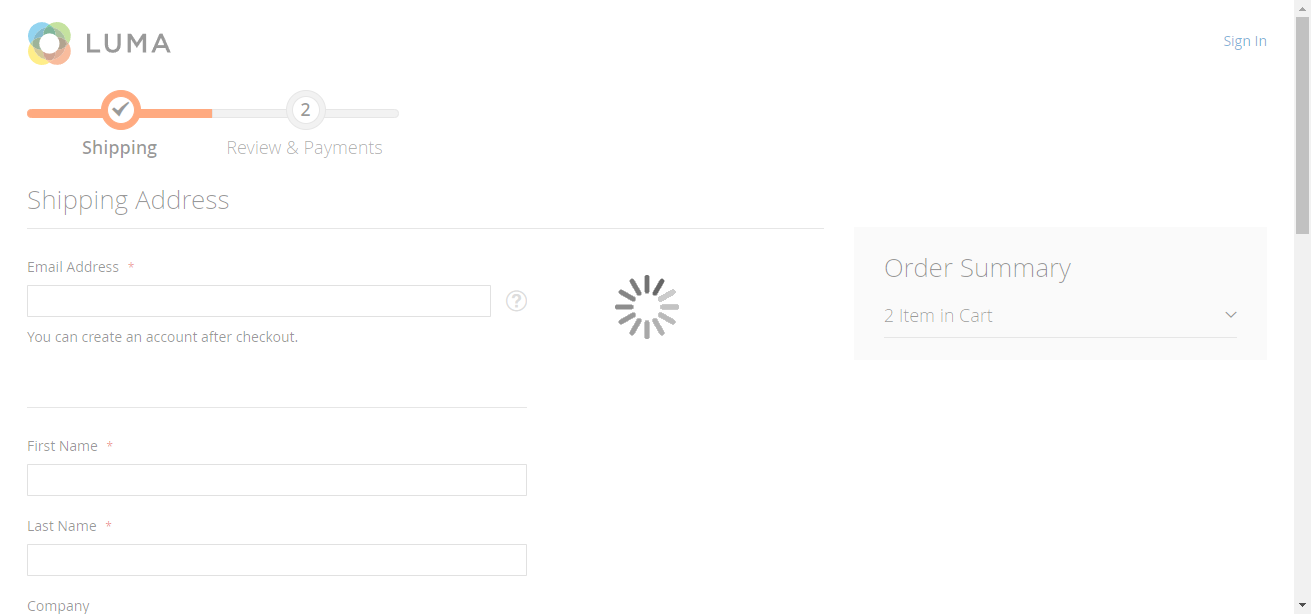 LUMA
Sign In
2
Shipping
Review & Payments
Shipping Address
Email Address *
?
You can create an account after checkout.
Order Summary
2 Item in Cart
First Name *
Last Name *
Company